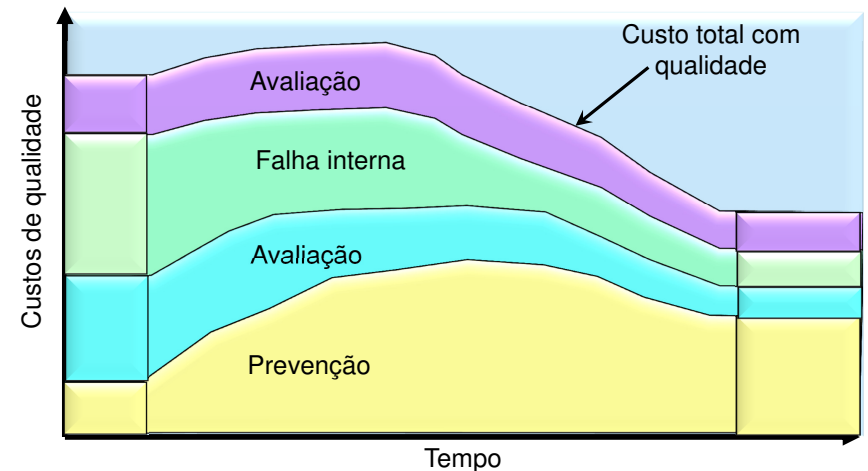 Custo total com
qualidade
Avaliação
Falha interna
Avaliação
Prevenção
Custos de qualidade
Tempo